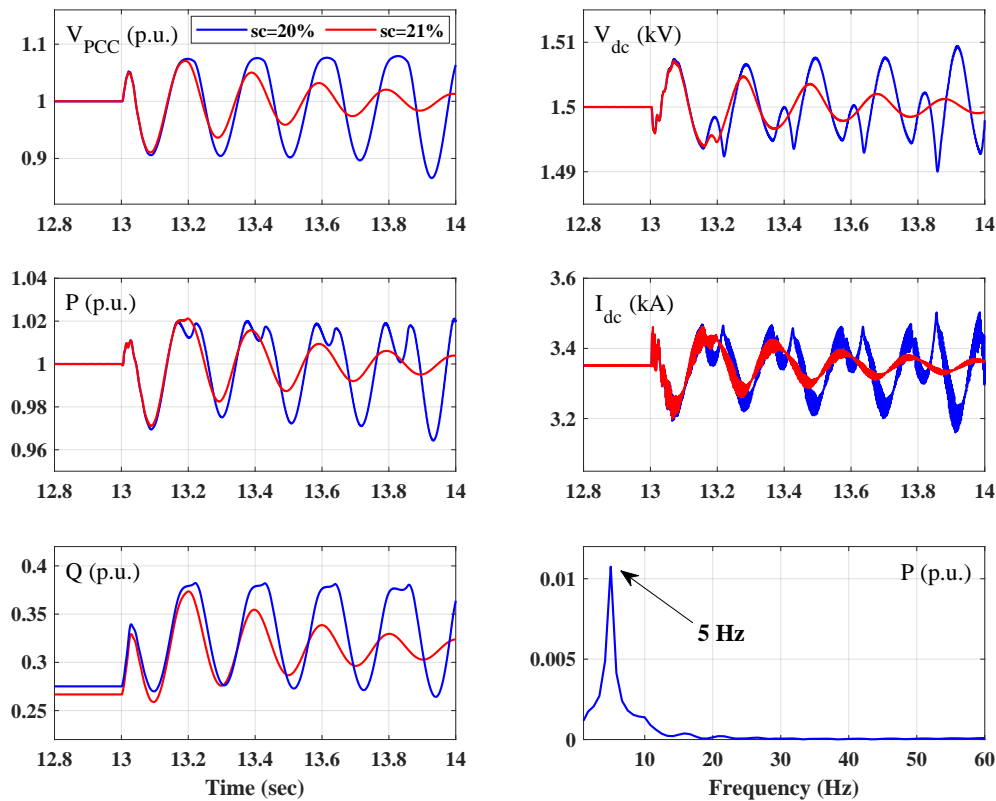 V_PCC (p.u.)
sc=20%
sc=21%
1.1
1
0.9
12.8 13 13.2 13.4 13.6 13.8 14
V_dc (kV)
1.51
1.5
1.49
12.8 13 13.2 13.4 13.6 13.8 14
P (p.u.)
1.04
1.02
1
0.98
0.96
12.8 13 13.2 13.4 13.6 13.8 14
I_dc (kA)
3.6
3.4
3.2
12.8 13 13.2 13.4 13.6 13.8 14
Q (p.u.)
0.4
0.35
0.3
0.25
12.8 13 13.2 13.4 13.6 13.8 14
Time (sec)
P (p.u.)
5 Hz
0.01
0.005
0
10 20 30 40 50 60
Frequency (Hz)